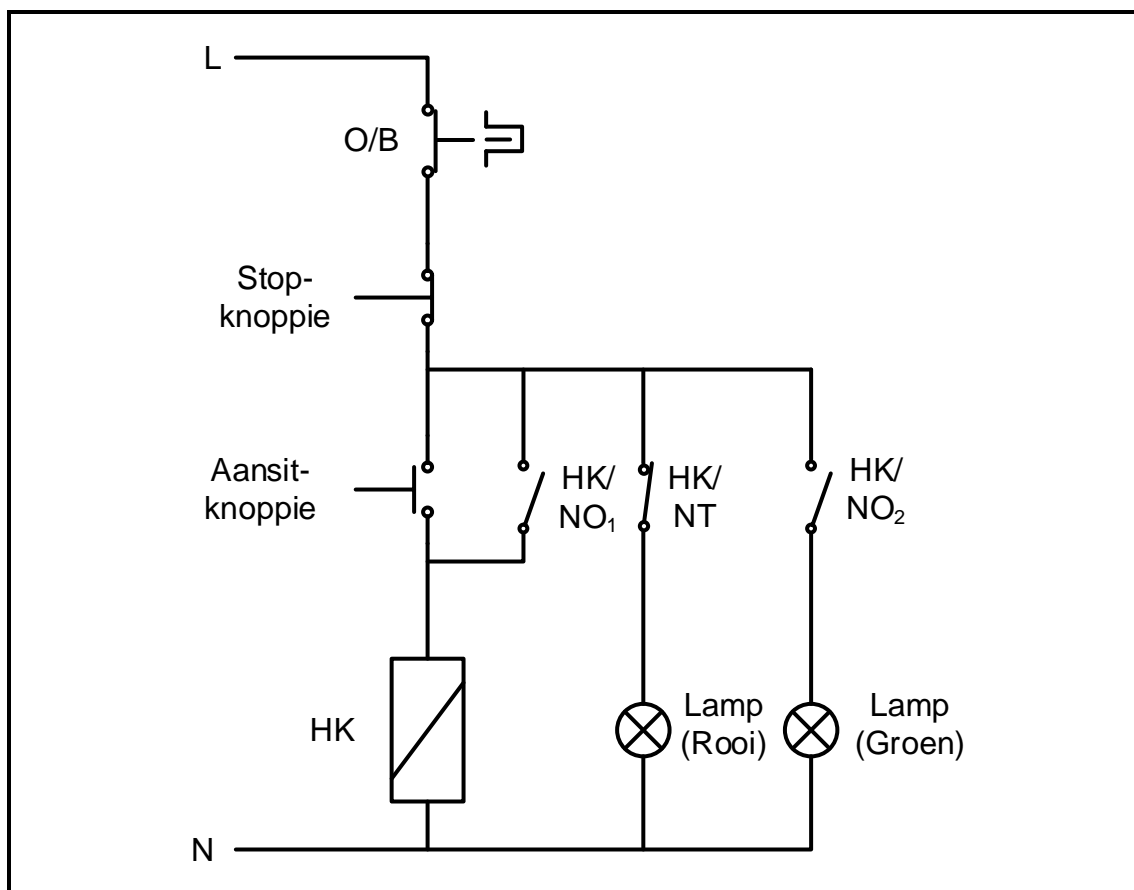 L
O/B
Stop-
knoppie
Aansit-
knoppie
HK/
NO₁
HK/
NT
HK/
NO₂
HK
Lamp
(Rooi)
Lamp
(Groen)
N